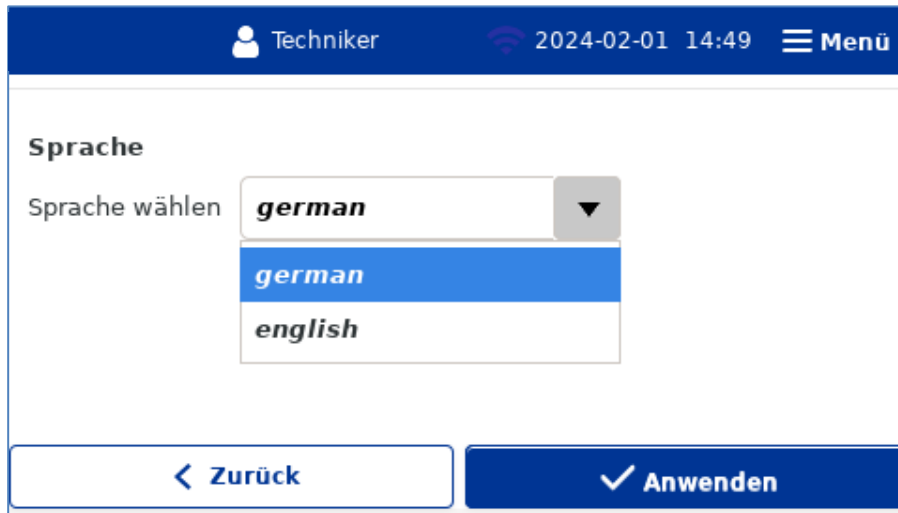 Techniker 2024-02-01 14:49 Menü
Sprache
Sprache wählen german
german
english
Zurück Anwenden